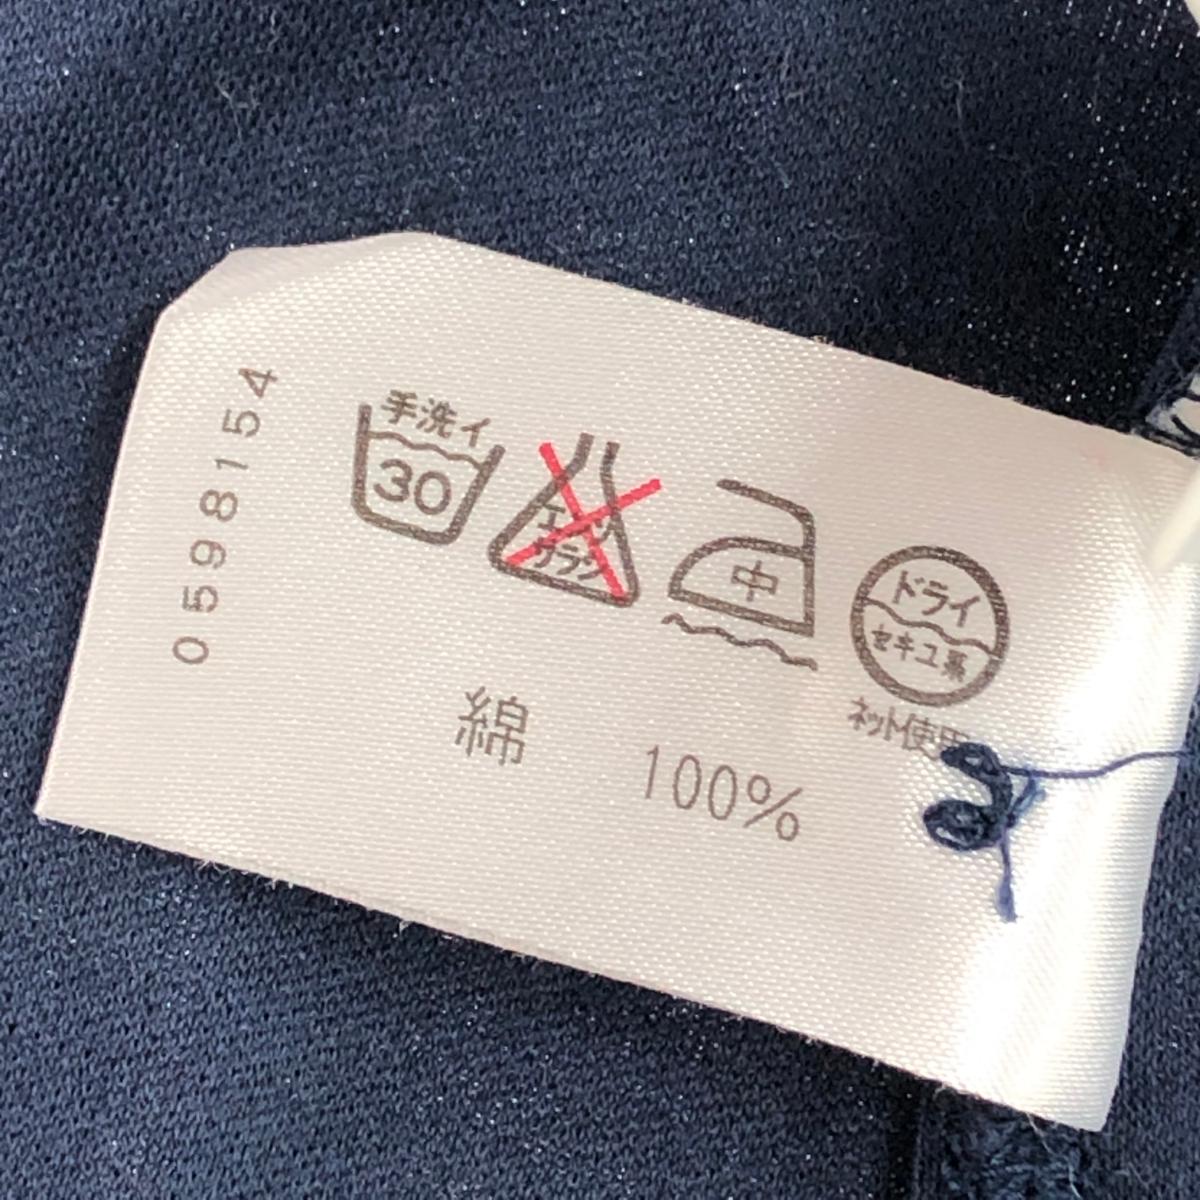 手洗イ
30
エンソ
サラシ
中
ドライ
セキユ系
ネット使用
綿 100%
0598154